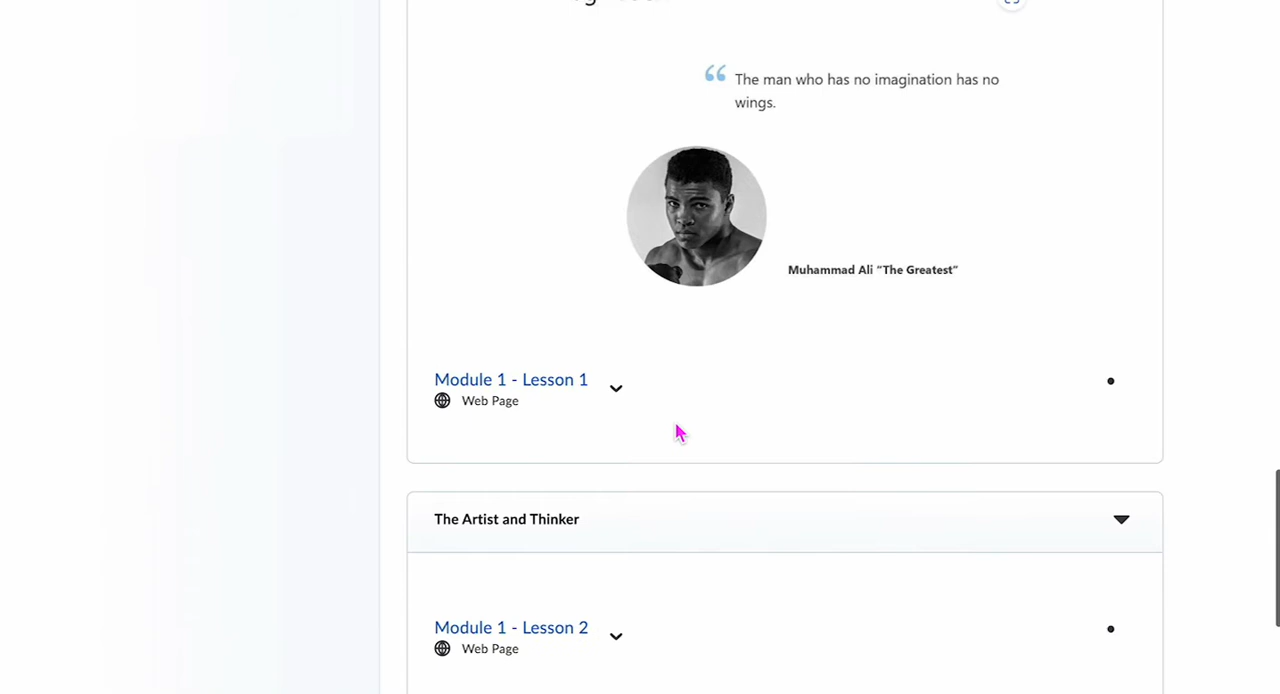 “ The man who has no imagination has no
wings.
Muhammad Ali “The Greatest”
Module 1 - Lesson 1
Web Page
The Artist and Thinker
Module 1 - Lesson 2
Web Page